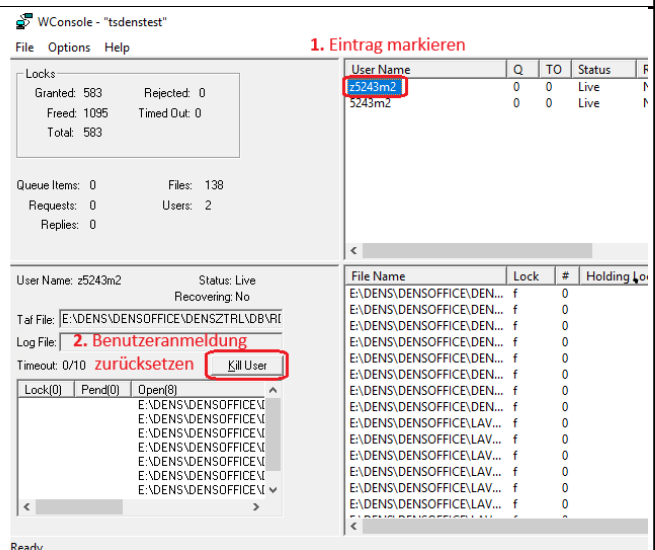 WConsole - "tsdenstest"
File Options Help
1. Eintrag markieren
Locks
Granted: 583 Rejected: 0
Freed: 1095 Timed Out: 0
Total: 583
Queue Items: 0 Files: 138
Requests: 0 Users: 2
Replies: 0
User Name Q TO Status
z5243m2 0 0 Live
5243m2 0 0 Live
User Name: z5243m2 Status: Live
Recovering: No
Taf File: E:\DENS\DENSOFFICE\DENSZTRL\DB\
Log File:
2. Benutzeranmeldung
Timeout: 0/10 zurücksetzen Kill User
Lock(0) Pend(0) Open(8)
E:\DENS\DENSOFFICE\
E:\DENS\DENSOFFICE\
E:\DENS\DENSOFFICE\
E:\DENS\DENSOFFICE\
E:\DENS\DENSOFFICE\
E:\DENS\DENSOFFICE\
File Name Lock # Holding
E:\DENS\DENSOFFICE\DEN... f 0
E:\DENS\DENSOFFICE\DEN... f 0
E:\DENS\DENSOFFICE\DEN... f 0
E:\DENS\DENSOFFICE\DEN... f 0
E:\DENS\DENSOFFICE\DEN... f 0
E:\DENS\DENSOFFICE\DEN... f 0
E:\DENS\DENSOFFICE\DEN... f 0
E:\DENS\DENSOFFICE\DEN... f 0
E:\DENS\DENSOFFICE\LAV... f 0
E:\DENS\DENSOFFICE\LAV... f 0
E:\DENS\DENSOFFICE\LAV... f 0
E:\DENS\DENSOFFICE\LAV... f 0
E:\DENS\DENSOFFICE\LAV... f 0
Ready